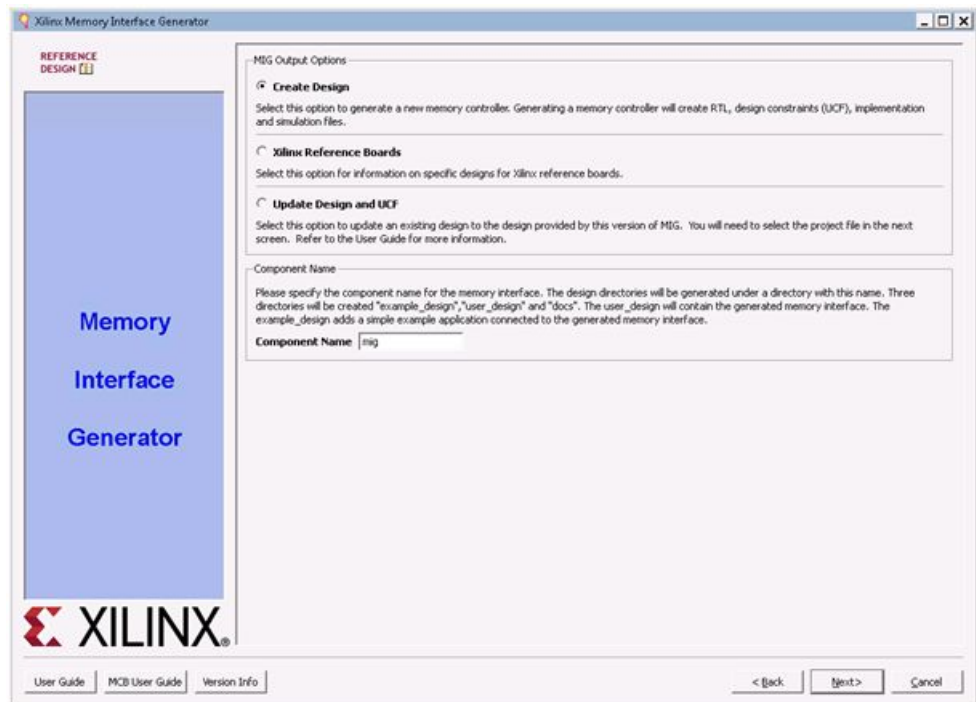 Xilinx Memory Interface Generator
REFERENCE
DESIGN
MIG Output Options
Create Design
Select this option to generate a new memory controller. Generating a memory controller will create RTL, design constraints (UCF), implementation
and simulation files.
Xilinx Reference Boards
Select this option for information on specific designs for Xilinx reference boards.
Update Design and UCF
Select this option to update an existing design to the design provided by this version of MIG. You will need to select the project file in the next
screen. Refer to the User Guide for more information.
Component Name
Please specify the component name for the memory interface. The design directories will be generated under a directory with this name. Three
directories will be created "example_design","user_design" and "docs". The user_design will contain the generated memory interface. The
example_design adds a simple example application connected to the generated memory interface.
Component Name mig
Memory
Interface
Generator
XILINX®
User Guide MCB User Guide Version Info < Back Next> Cancel